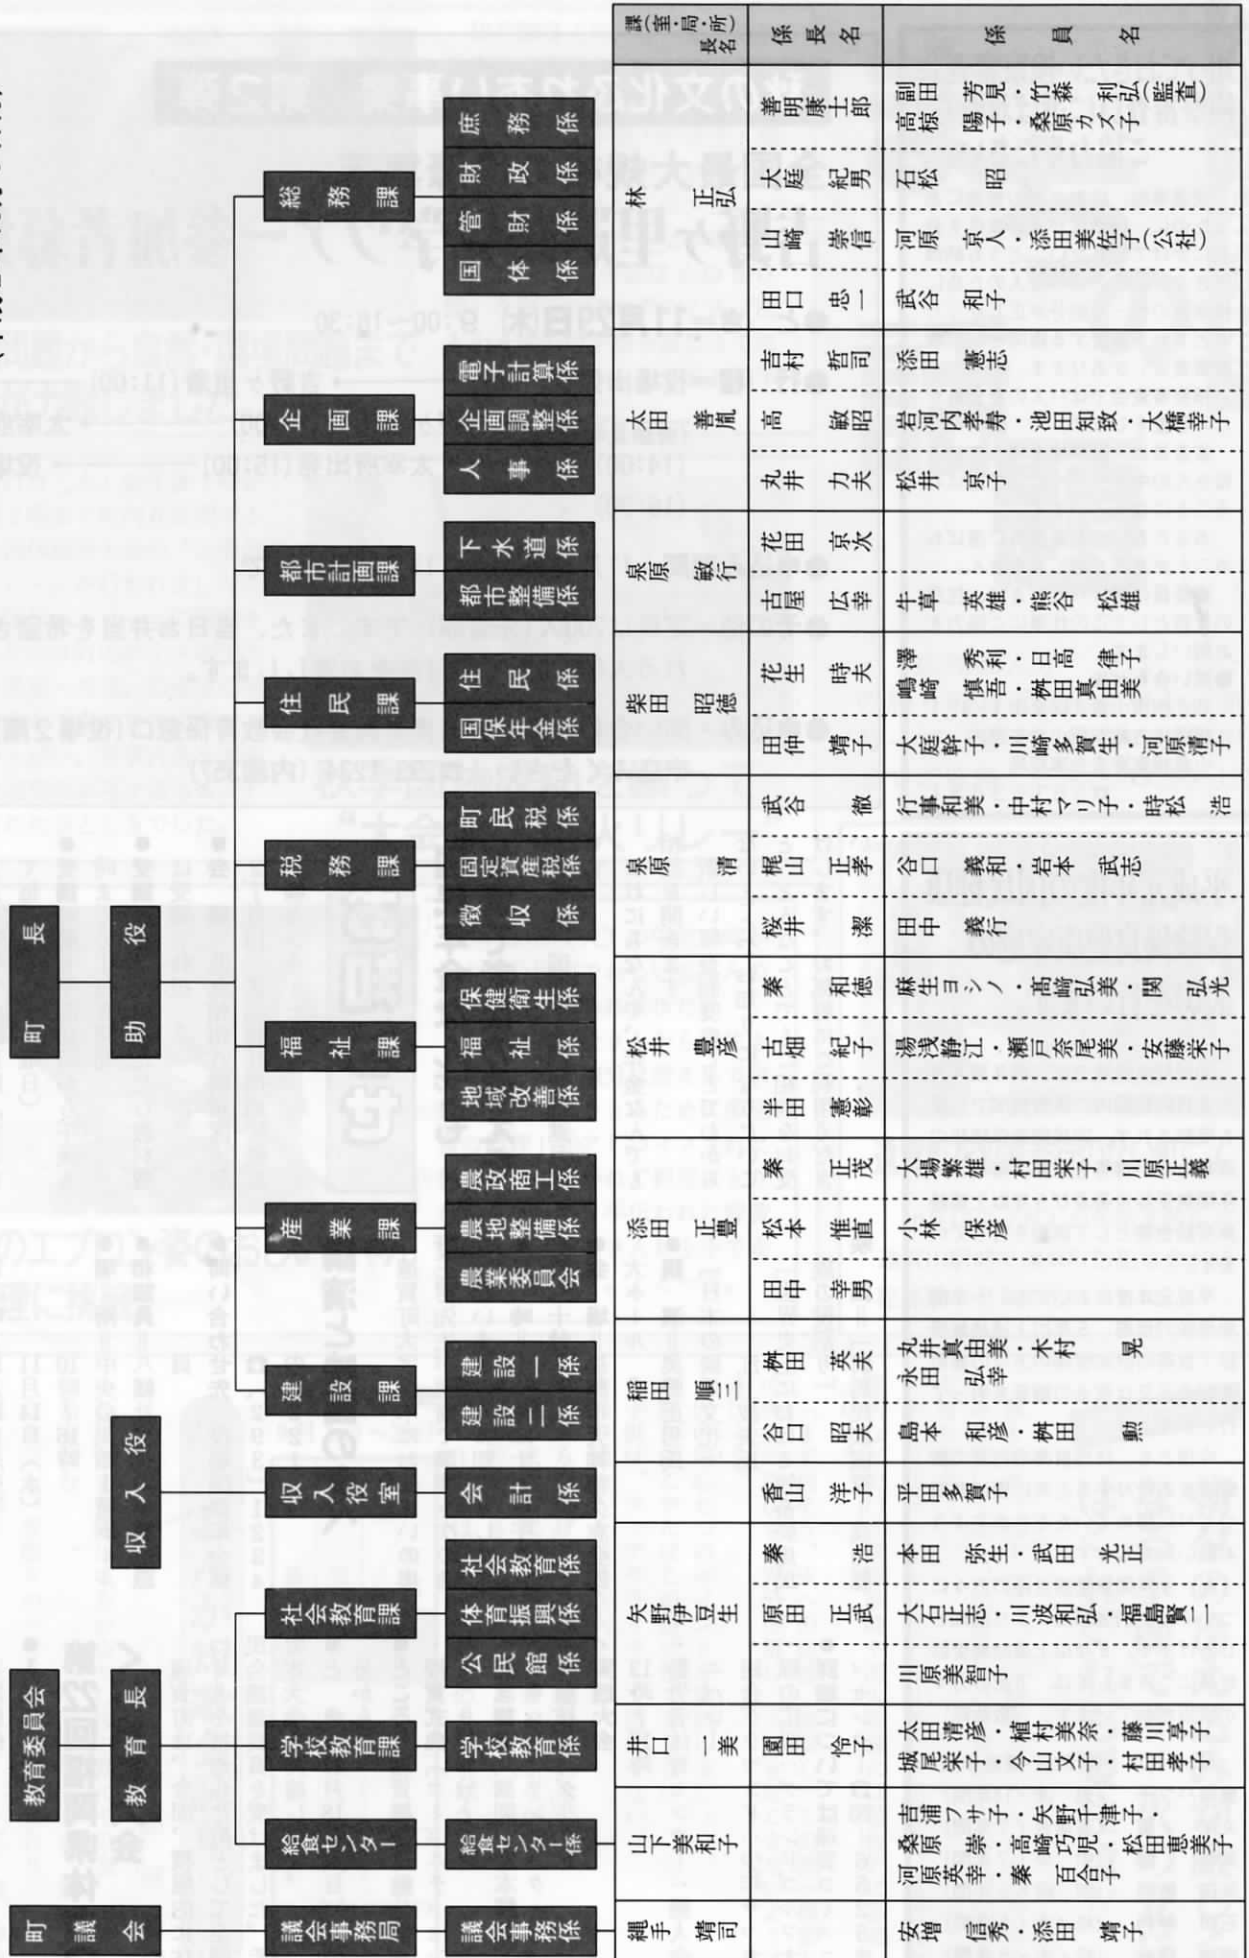 町長
助役
収入役
教育委員会
教育長
町議会
総務課
企画課
都市計画課
住民課
税務課
福祉課
産業課
建設課
収入役室
社会教育課
学校教育課
給食センター
議会事務局
庶務係
財政係
管財係
国体係
電子計算係
企画調整係
人事係
下水道係
都市整備係
住民係
国保年金係
町民税係
固定資産税係
徴収係
保健衛生係
福祉係
地域改善係
農政商工係
農地整備係
農業委員会
建設一係
建設二係
会計係
社会教育係
体育振興係
公民館係
学校教育係
給食センター係
議会事務係
課(室・局・所)長名
係長名
係員名
林 正弘
善明康士郎
副田 芳見・竹森 利弘(監査)
高椋 陽子・桑原カズ子
大庭 紀男
石松 昭
山崎 崇信
河原 京人・添田美佐子(公社)
田口 忠一
武谷 和子
太田 善胤
吉村 哲司
添田 憲志
高 敏昭
岩河内孝寿・池田知致・大橋幸子
丸井 力夫
松井 京子
泉原 敏行
花田 京次
古屋 広幸
牛草 英雄・熊谷 松雄
柴田 昭徳
花生 時夫
嶋澤 秀利・日高 律子
崎 慎吾・桝田真由美
田仲 靖子
大庭幹子・川崎多賀生・河原清子
泉原 清
武谷 徹
行事和美・中村マリ子・時松 浩
梶山 正孝
谷口 義和・岩本 武志
桜井 潔
田中 義行
松井 豊彦
秦 和徳
麻生ヨシノ・髙﨑弘美・関 弘光
古畑 紀子
湯浅静江・瀬戸奈尾美・安藤栄子
半田 憲彰
添田 正豊
秦 正茂
大場繁雄・村田栄子・川原正義
松本 惟直
小林 保彦
田中 幸男
稲田 順三
桝田 英夫
丸井真由美・木村 晃
永田 弘幸
谷口 昭夫
島本 和彦・桝田 勲
香山 洋子
平田多賀子
矢野伊豆生
秦 浩
本田 弥生・武田 光正
原田 正武
大石正志・川波和弘・福島賢二
川原美智子
井口 一美
園田 怜子
太田清彦・植村美奈・藤川享子
城尾栄子・今山文子・村田孝子
山下 美和子
吉浦フサ子・矢野千津子・
桑原 崇・高崎巧見・松田恵美子
河原英幸・秦 百合子
縄手 靖司
安増 信秀・添田 靖子